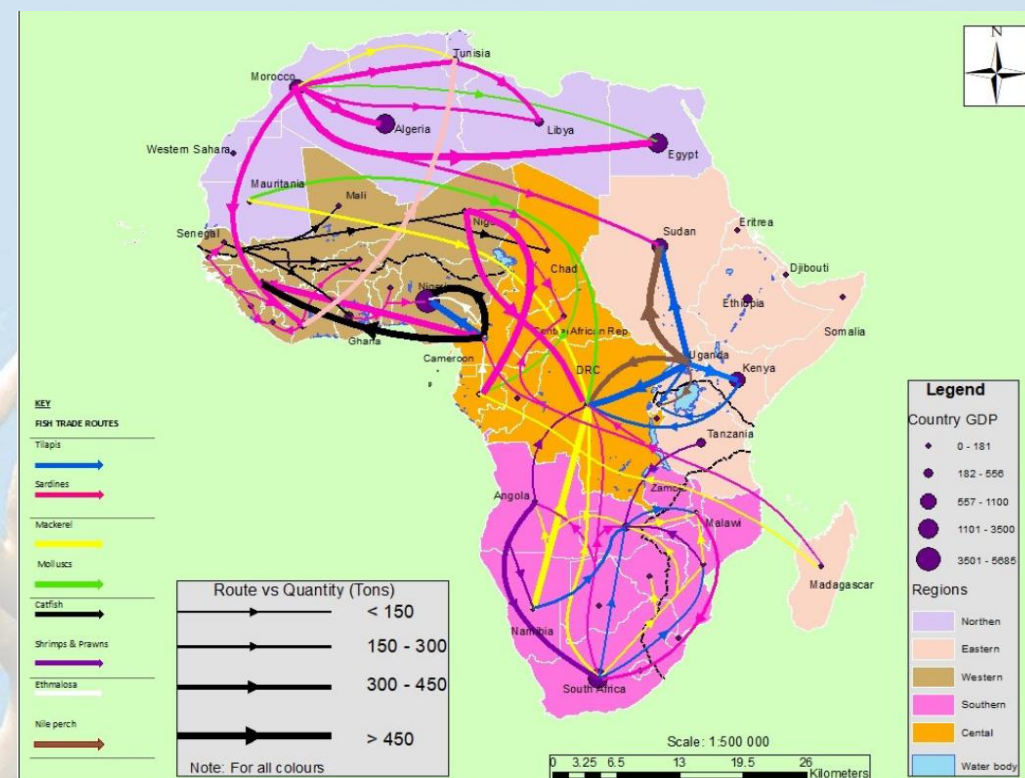 N
Tunisia
Morocco
Algeria
Libya
Egypt
Western Sahara
Mauritania
Mali
Senegal
Sudan
Eritrea
Chad
Djibouti
Ethiopia
Ghana
Somalia
Cameroon
Uganda
DRC
Kenya
Tanzania
Angola
Malawi
Madagascar
Namibia
South Africa
KEY
FISH TRADE ROUTES
Tilapis
Sardines
Mackerel
Molluscs
Catfish
Shrimps & Prawns
Ethmalosa
Nile perch
Route vs Quantity (Tons)
< 150
150 - 300
300 - 450
> 450
Note: For all colours
Legend
Country GDP
0 - 181
182 - 556
557 - 1100
1101 - 3500
3501 - 5685
Regions
Northen
Eastern
Western
Southern
Cental
Water body
Scale: 1:500 000
0 3.25 6.5 13 19.5 26
Kilometers